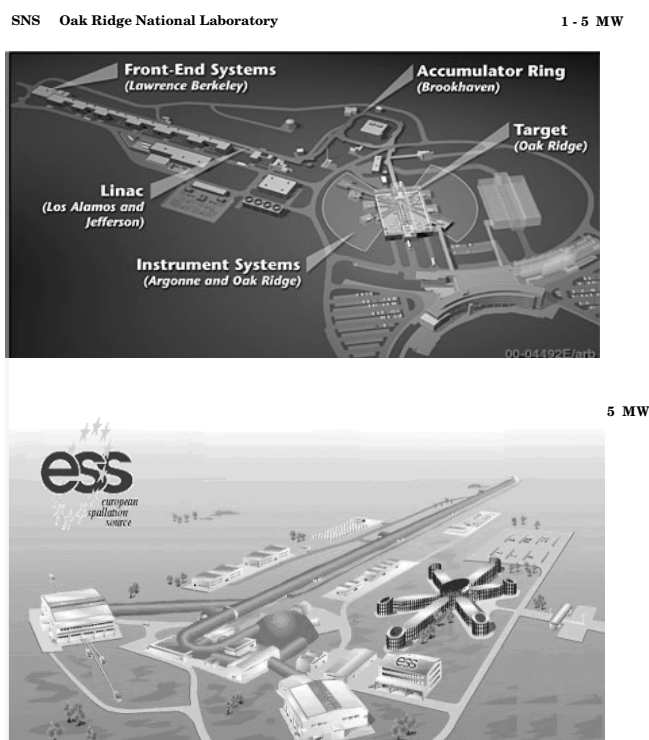 SNS Oak Ridge National Laboratory 1 - 5 MW
Front-End Systems
(Lawrence Berkeley)
Accumulator Ring
(Brookhaven)
Target
(Oak Ridge)
Linac
(Los Alamos and
Jefferson)
Instrument Systems
(Argonne and Oak Ridge)
00-04492E/arb
5 MW
ess
european
spallation
source
ess